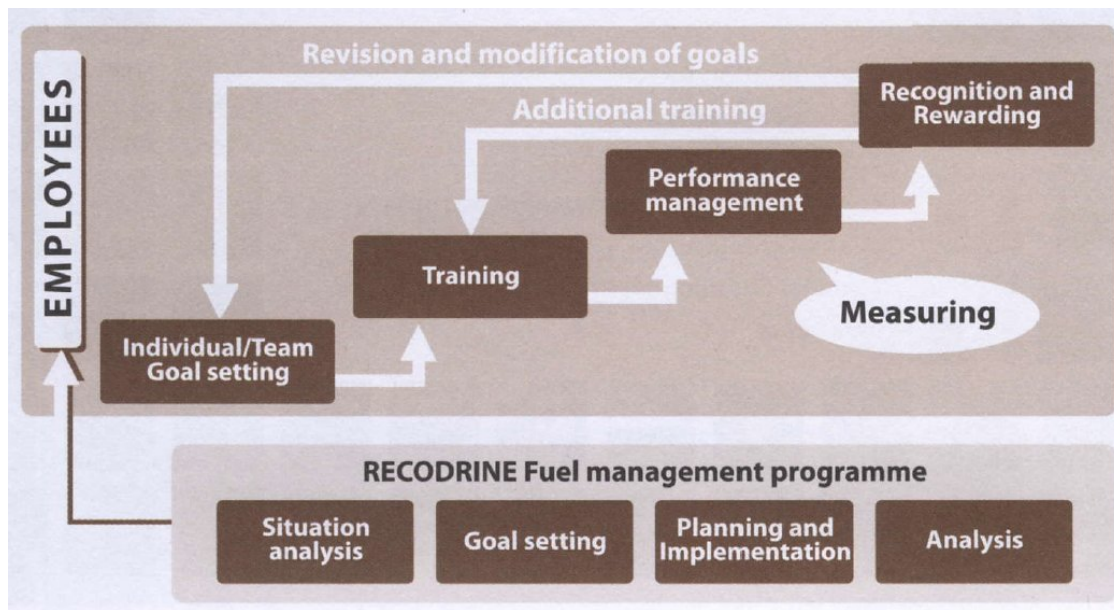 EMPLOYEES
Revision and modification of goals
Recognition and
Rewarding
Additional training
Performance
management
Training
Measuring
Individual/Team
Goal setting
RECODRINE Fuel management programme
Situation
analysis
Goal setting
Planning and
Implementation
Analysis